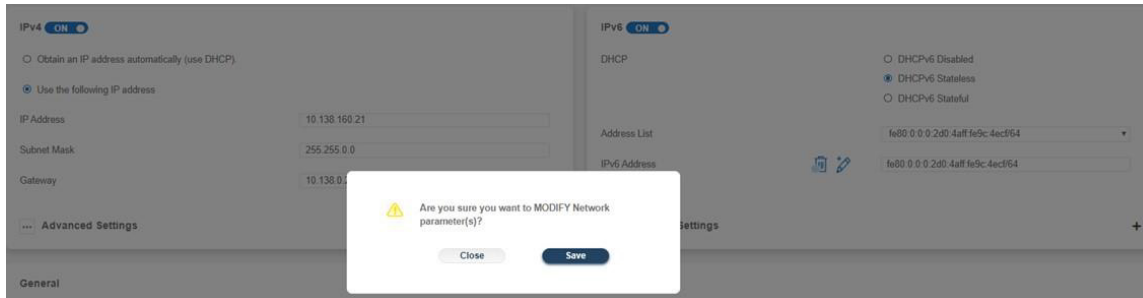 IPv4 ON
Obtain an IP address automatically (use DHCP)
Use the following IP address
IP Address 10.138.160.21
Subnet Mask 255.255.0.0
Gateway 10.138.0.
... Advanced Settings
IPv6 ON
DHCP
DHCPv6 Disabled
DHCPv6 Stateless
DHCPv6 Stateful
Address List fe80:0:0:0:2d0:4aff:fe9c:4ecf/64
IPv6 Address fe80:0:0:0:2d0:4aff:fe9c:4ecf/64
Settings +
Are you sure you want to MODIFY Network
parameter(s)?
Close Save
General